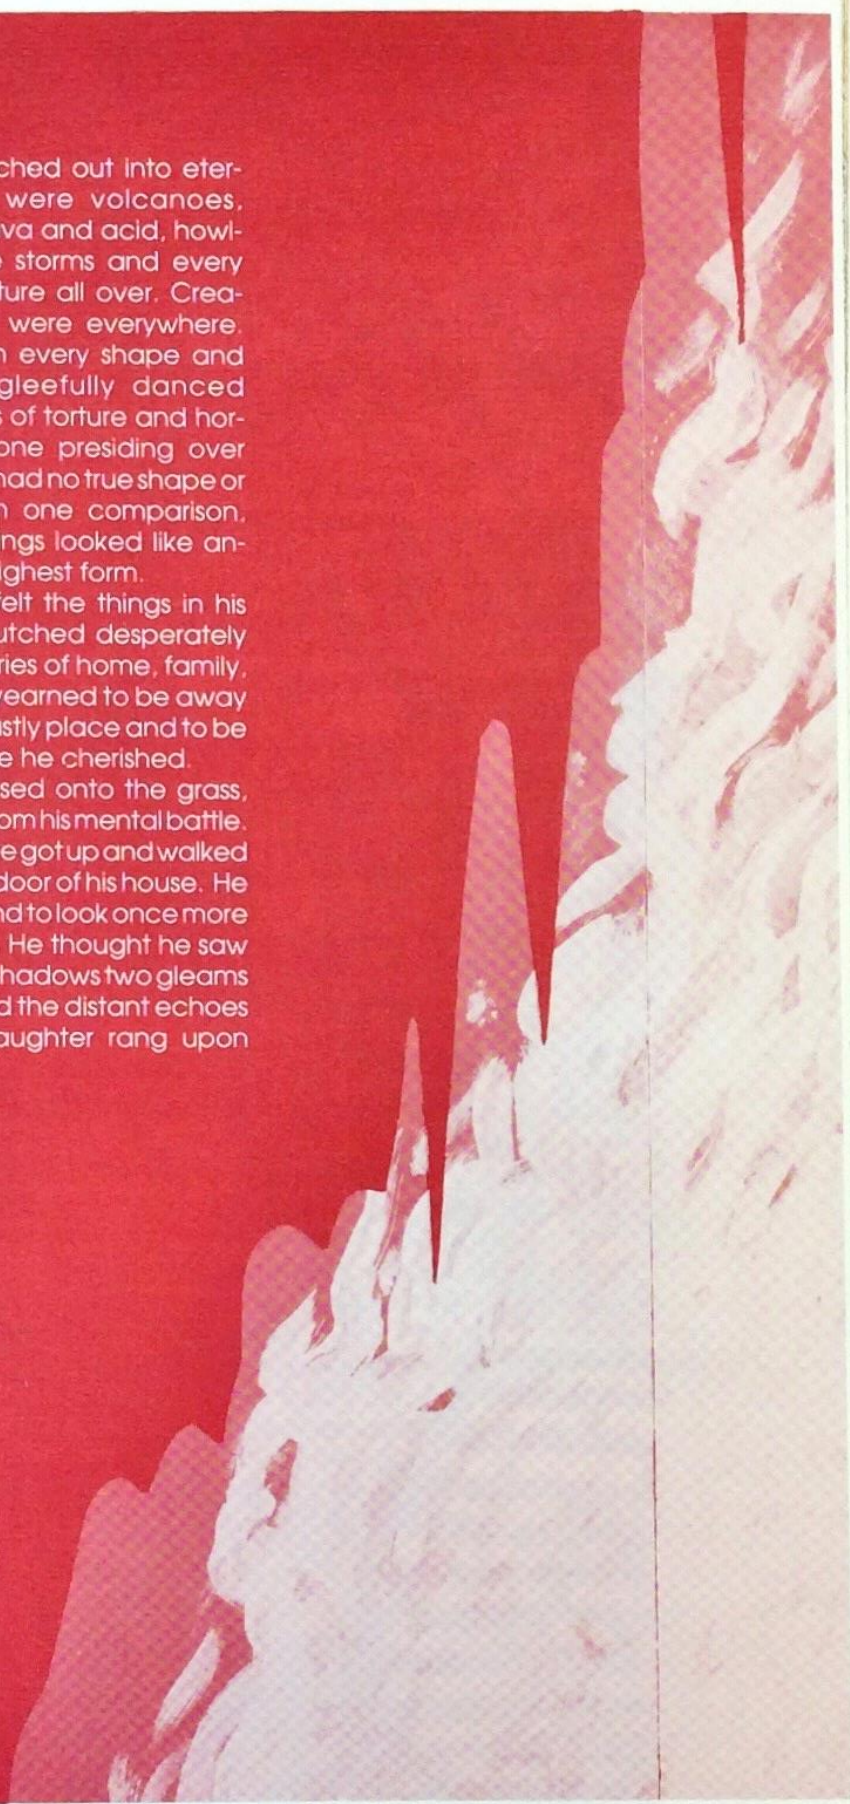 ched out into eter-
were volcanoes,
va and acid, howl-
storms and every
ture all over. Crea-
were everywhere.
every shape and
gleefully danced
of torture and hor-
one presiding over
had no true shape or
one comparison,
ngs looked like an-
ighest form.
felt the things in his
utched desperately
ries of home, family,
yearned to be away
astly place and to be
e he cherished.
sed onto the grass,
om his mental battle.
e got up and walked
door of his house. He
nd to look once more
He thought he saw
hadows two gleams
d the distant echoes
aughter rang upon